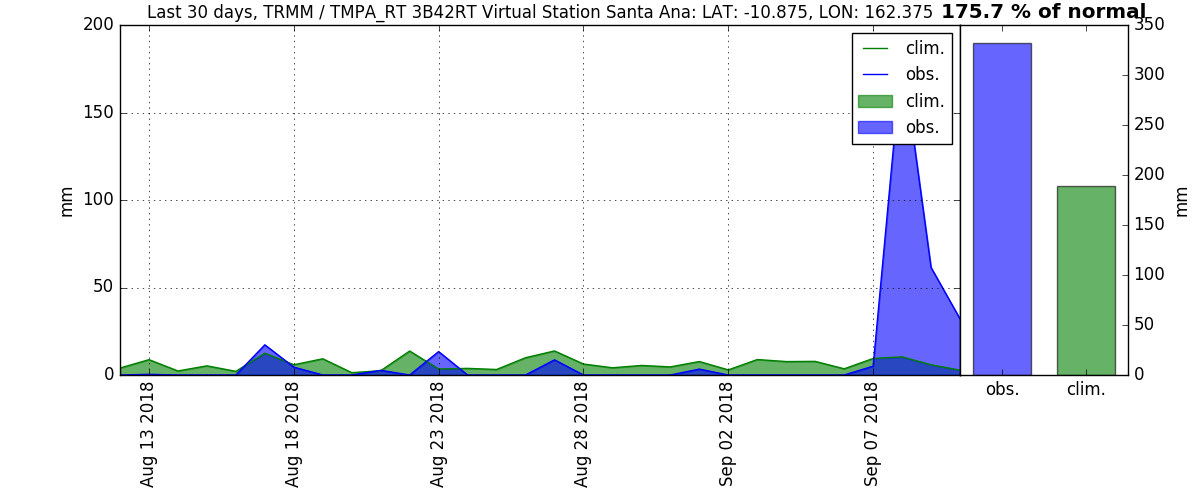 Last 30 days, TRMM / TMPA_RT 3B42RT Virtual Station Santa Ana: LAT: -10.875, LON: 162.375 175.7 % of normal
200
150
100
50
0
mm
clim.
obs.
clim.
obs.
350
300
250
200
150
100
50
0
mm
obs.
clim.
Aug 13 2018
Aug 18 2018
Aug 23 2018
Aug 28 2018
Sep 02 2018
Sep 07 2018